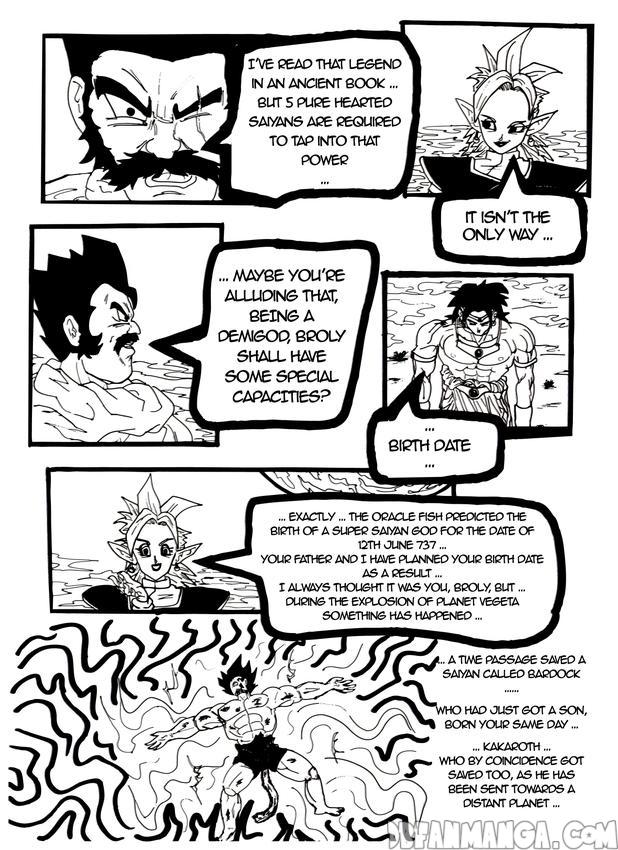 I'VE READ THAT LEGEND
IN AN ANCIENT BOOK ...
BUT 5 PURE HEARTED
SAIYANS ARE REQUIRED
TO TAP INTO THAT
POWER
...
IT ISN'T THE
ONLY WAY ...
... MAYBE YOU'RE
ALLUDING THAT,
BEING A
DEMIGOD, BROLY
SHALL HAVE
SOME SPECIAL
CAPACITIES?
...
BIRTH DATE
...
... EXACTLY ... THE ORACLE FISH PREDICTED THE
BIRTH OF A SUPER SAIYAN GOD FOR THE DATE OF
12TH JUNE 737 ...
YOUR FATHER AND I HAVE PLANNED YOUR BIRTH DATE
AS A RESULT ...
I ALWAYS THOUGHT IT WAS YOU, BROLY, BUT ...
DURING THE EXPLOSION OF PLANET VEGETA
SOMETHING HAS HAPPENED ...
... A TIME PASSAGE SAVED A
SAIYAN CALLED BARDOCK
......
WHO HAD JUST GOT A SON,
BORN YOUR SAME DAY ...
... KAKAROTH ...
WHO BY COINCIDENCE GOT
SAVED TOO, AS HE HAS
BEEN SENT TOWARDS A
DISTANT PLANET ...
DBFANMANGA.COM